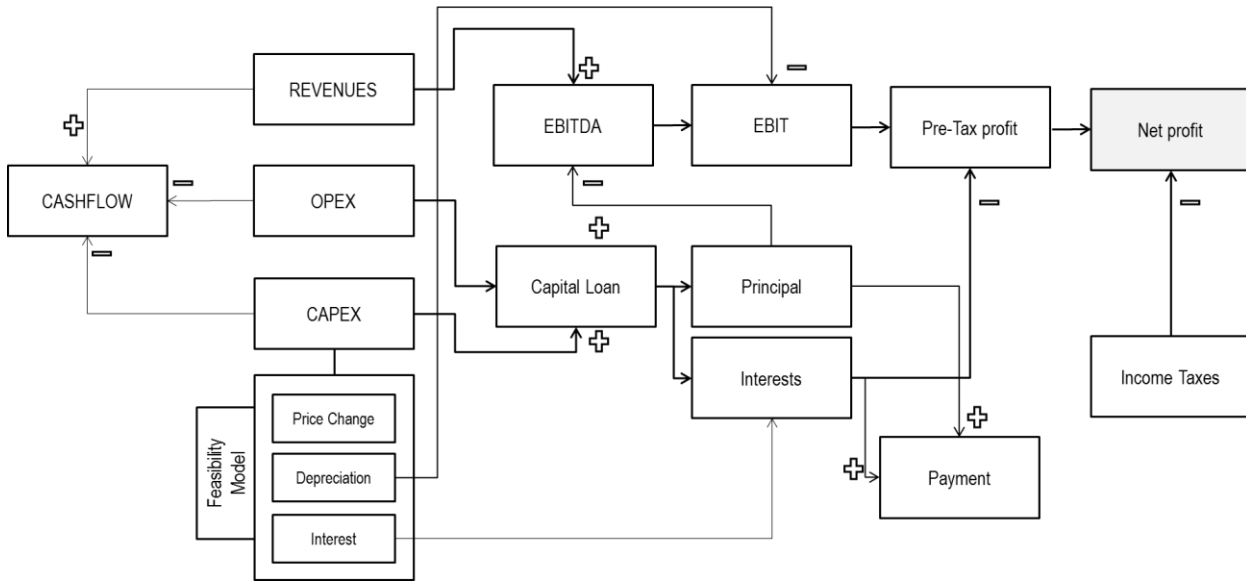 REVENUES
EBITDA
EBIT
Pre-Tax profit
Net profit
CASHFLOW
OPEX
Capital Loan
Principal
CAPEX
Interests
Income Taxes
Price Change
Feasibility
Model
Depreciation
Payment
Interest